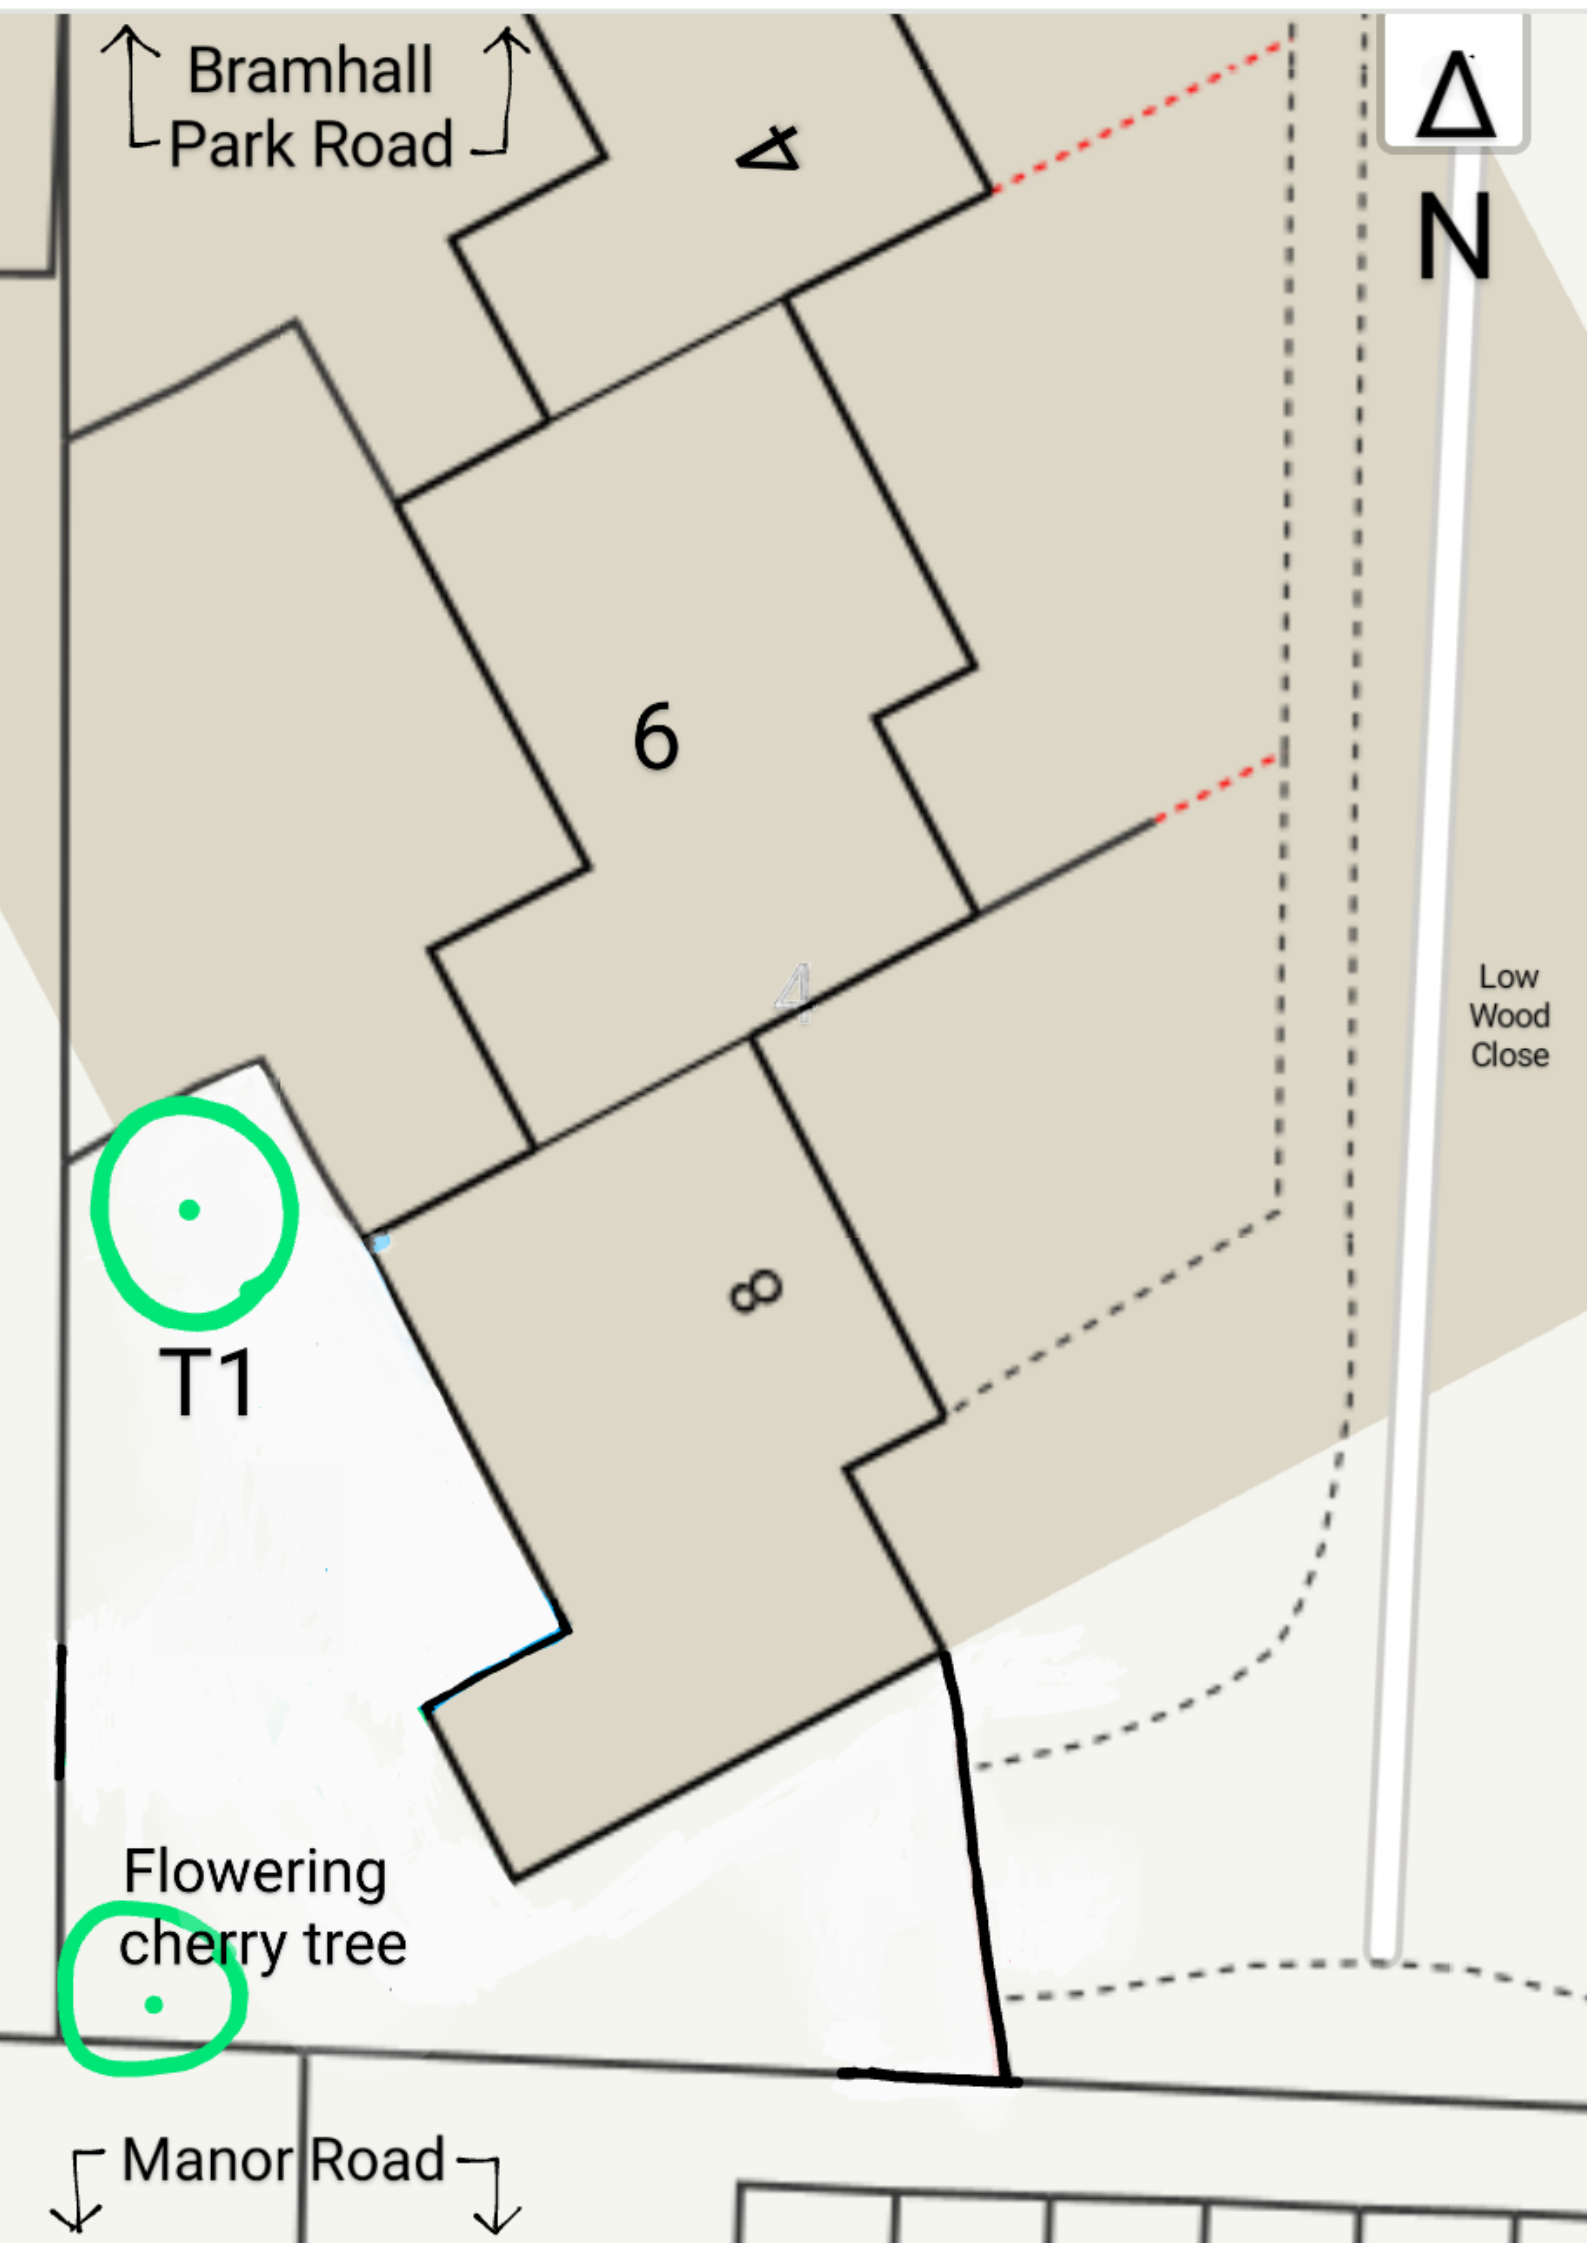 Bramhall
Park Road
4
N
6
4
Low
Wood
Close
8
T1
Flowering
cherry tree
Manor Road